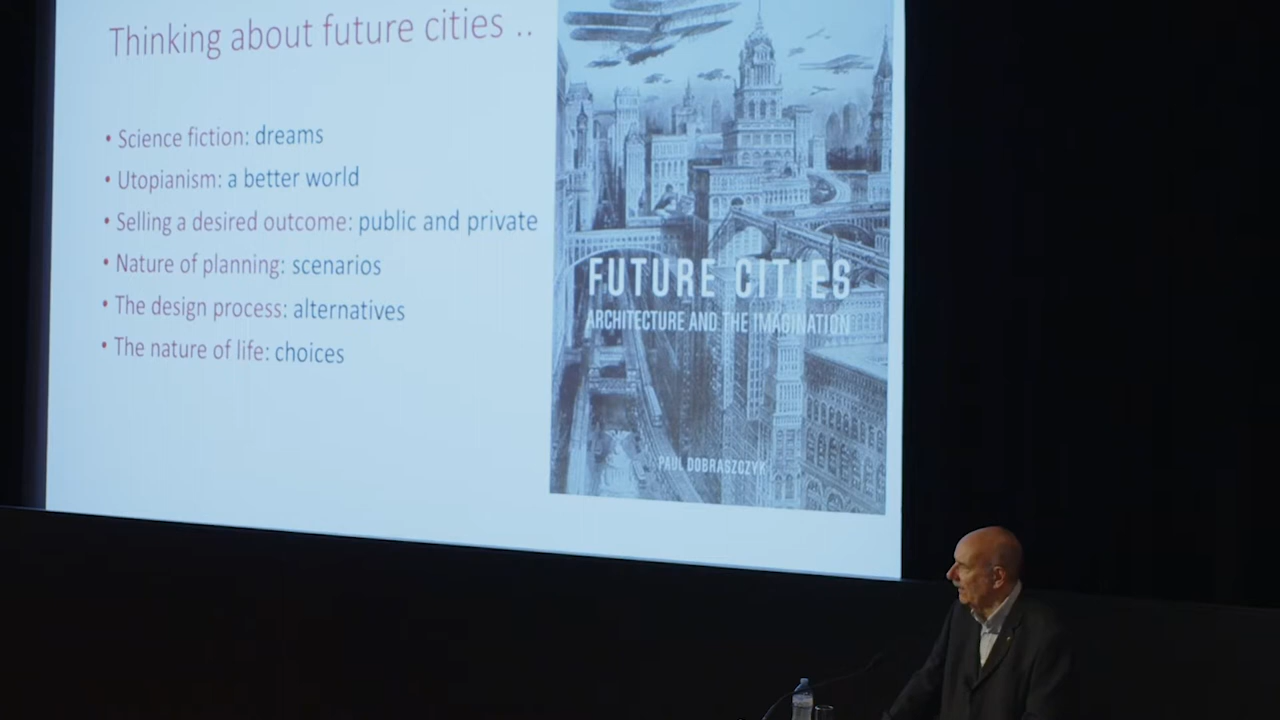 Thinking about future cities ..
• Science fiction: dreams
• Utopianism: a better world
• Selling a desired outcome: public and private
• Nature of planning: scenarios
• The design process: alternatives
• The nature of life: choices
FUTURE CITIES
ARCHITECTURE AND THE IMAGINATION
PAUL DOBRASZCZYK